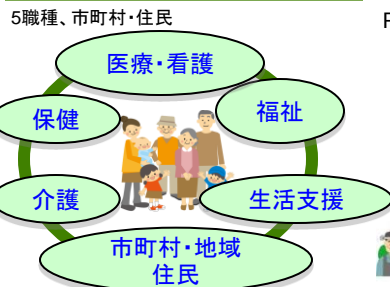 5職種、市町村・住民
医療・看護
保健
福祉
介護
生活支援
市町村・地域
住民